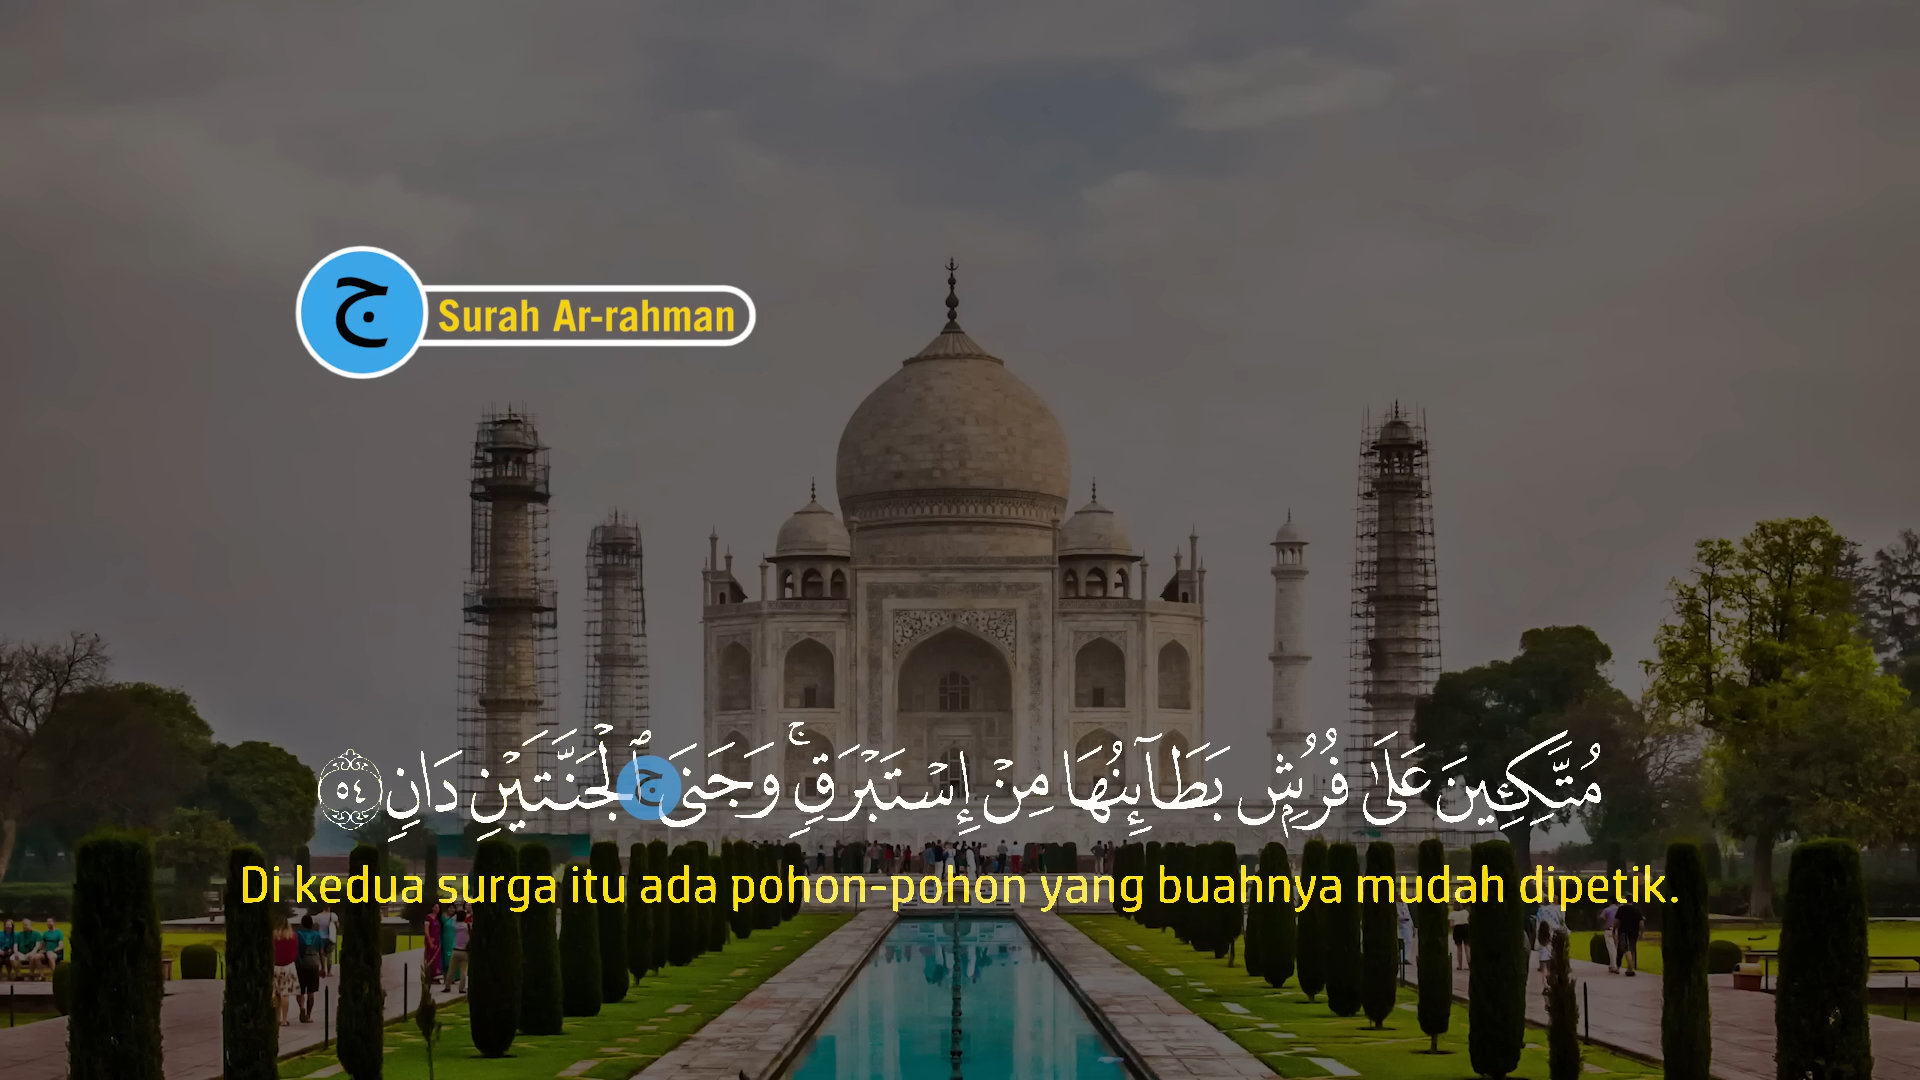 ج
Surah Ar-rahman
مُتَّكِـِٔينَ عَلَىٰ فُرُشٍۭ بَطَآئِنُهَا مِنْ إِسْتَبْرَقٍۚ وَجَنَى ٱلْجَنَّتَيْنِ دَانٍ ٥٤
ج
Di kedua surga itu ada pohon-pohon yang buahnya mudah dipetik.